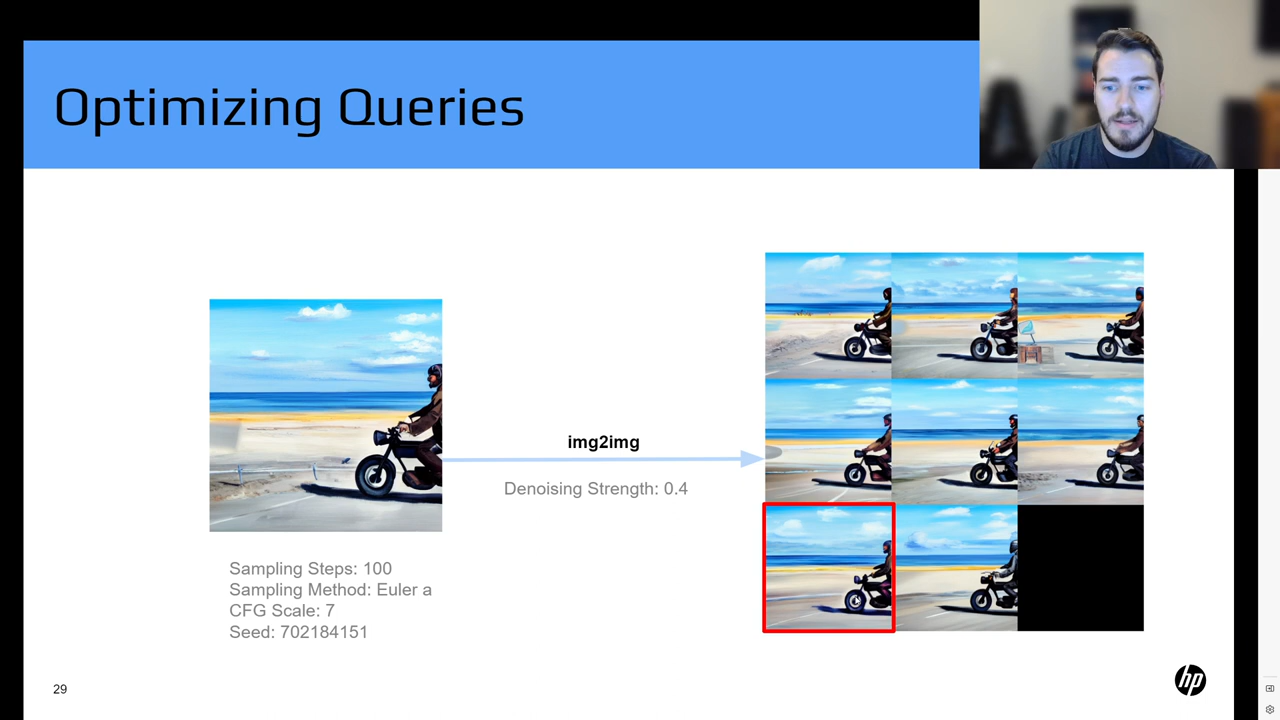 Optimizing Queries
img2img
Denoising Strength: 0.4
Sampling Steps: 100
Sampling Method: Euler a
CFG Scale: 7
Seed: 702184151
29
hp